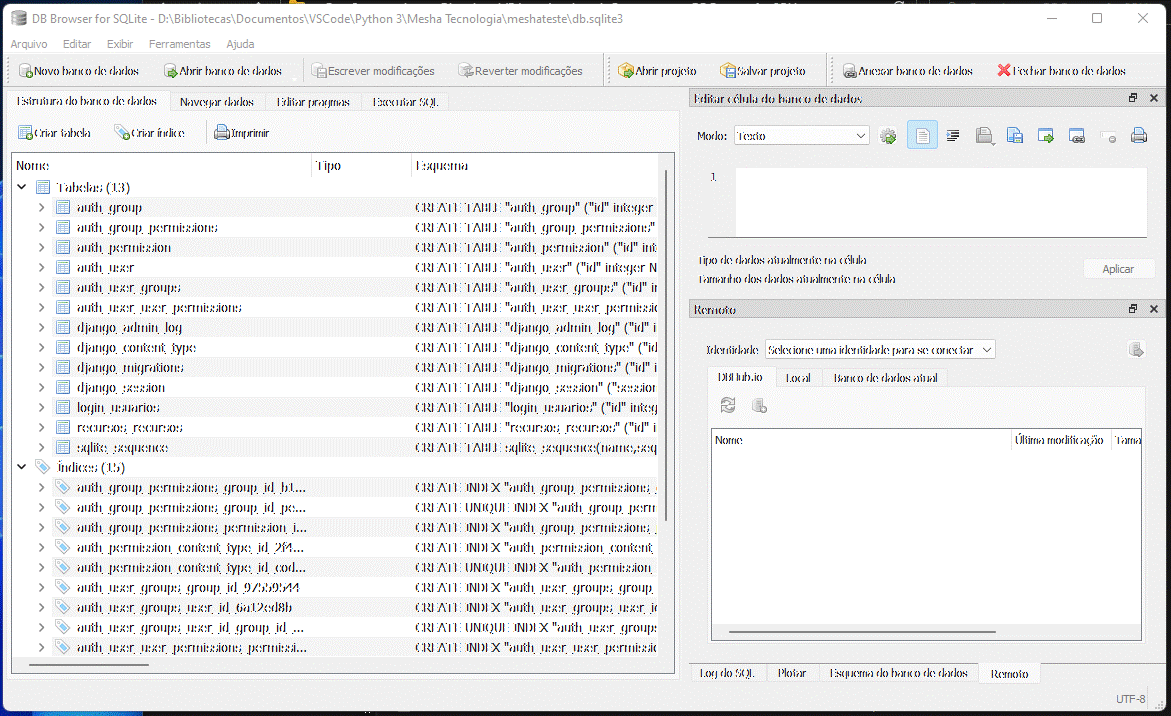 DB Browser for SQLite - D:\Bibliotecas\Documentos\VSCode\Python 3\Mesha Tecnologia\meshateste\db.sqlite3
Arquivo Editar Exibir Ferramentas Ajuda
Novo banco de dados Abrir banco de dados Escrever modificações Reverter modificações Abrir projeto Salvar projeto Anexar banco de dados Fechar banco de dados
Estrutura do banco de dados Navegar dados Editar pragmas Executar SQL
Criar tabela Criar índice Imprimir
Nome Tipo Esquema
Tabelas (13)
auth_group CREATE TABLE "auth_group" ("id" integer
auth_group_permissions CREATE TABLE "auth_group_permissions"
auth_permission CREATE TABLE "auth_permission" ("id" int
auth_user CREATE TABLE "auth_user" ("id" integer N
auth_user_groups CREATE TABLE "auth_user_groups" ("id" i
auth_user_user_permissions CREATE TABLE "auth_user_user_permissic
django_admin_log CREATE TABLE "django_admin_log" ("id" i
django_content_type CREATE TABLE "django_content_type" ("id
django_migrations CREATE TABLE "django_migrations" ("id" i
django_session CREATE TABLE "django_session" ("session
login_usuarios CREATE TABLE "login_usuarios" ("id" integ
recursos_recursos CREATE TABLE "recursos_recursos" ("id" i
sqlite_sequence CREATE TABLE sqlite_sequence(name,seq
Índices (15)
auth_group_permissions_group_id_b1... CREATE INDEX "auth_group_permissions_
auth_group_permissions_group_id_pe... CREATE UNIQUE INDEX "auth_group_perm
auth_group_permissions_permission_i... CREATE INDEX "auth_group_permissions_
auth_permission_content_type_id_2f4... CREATE INDEX "auth_permission_content_
auth_permission_content_type_id_cod... CREATE UNIQUE INDEX "auth_permission_
auth_user_groups_group_id_97559544 CREATE INDEX "auth_user_groups_group_
auth_user_groups_user_id_6a12ed8b CREATE INDEX "auth_user_groups_user_id
auth_user_groups_user_id_group_id_... CREATE UNIQUE INDEX "auth_user_groups
auth_user_user_permissions_permissi... CREATE INDEX "auth_user_user_permissic
Editar célula do banco de dados
Modo: Texto
1
Tipo de dados atualmente na célula
Tamanho dos dados atualmente na célula
Aplicar
Remoto
Identidade Selecione uma identidade para se conectar
DBHub.io Local Banco de dados atual
Nome Última modificação Tama
Log do SQL Plotar Esquema do banco de dados Remoto
UTF-8